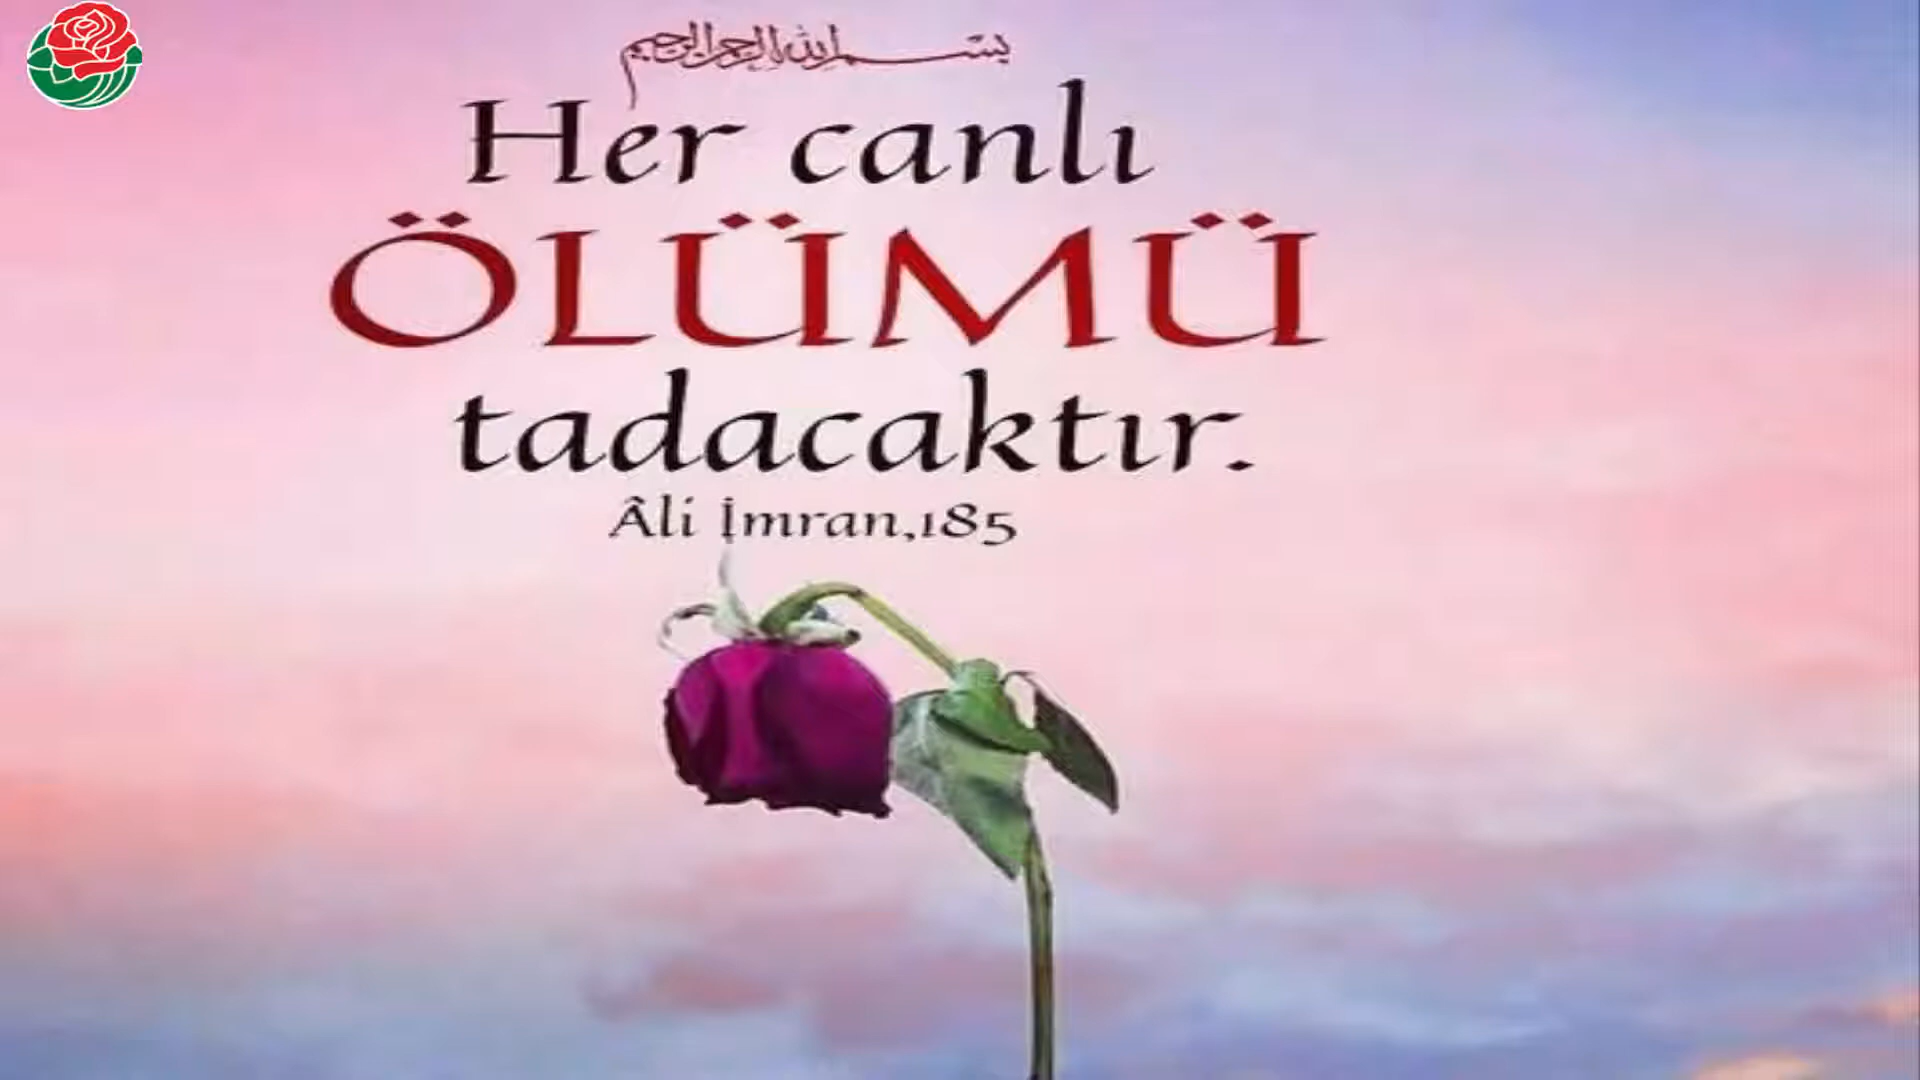 بسم الله الرحمن الرحيم
Her canlı
ÖLÜMÜ
tadacaktır.
Âli İmran,185